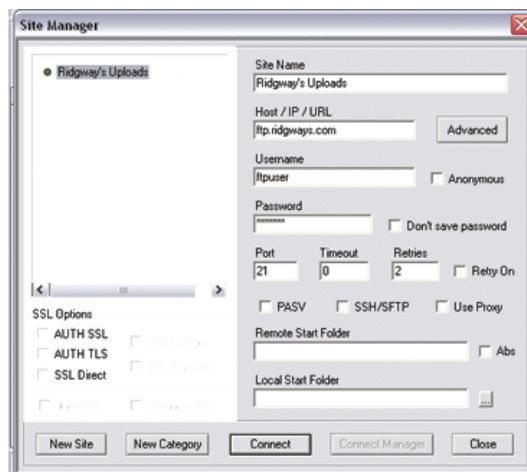 Site Manager
Ridgway's Uploads
Site Name
Ridgway's Uploads
Host / IP / URL
ftp.ridgways.com
Advanced
Username
ftpuser
Anonymous
Password
*******
Don't save password
Port Timeout Retries
21 0 2 Retry On
PASV SSH/SFTP Use Proxy
Remote Start Folder
Abs
Local Start Folder
...
SSL Options
AUTH SSL
AUTH TLS
SSL Direct
New Site New Category Connect Connect Manager Close